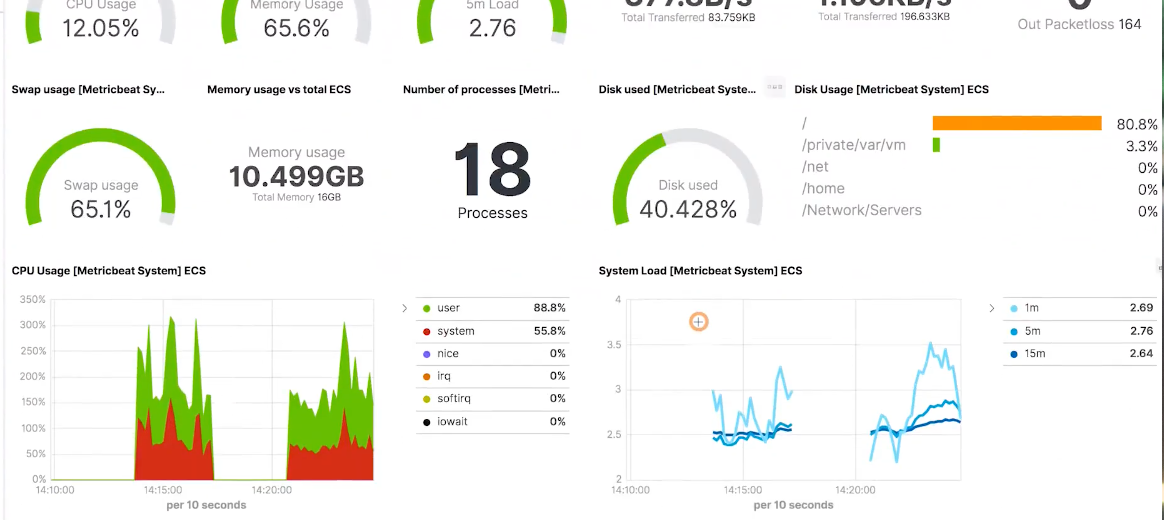 CPU Usage
12.05%
Memory Usage
65.6%
5m Load
2.76
Total Transferred 83.759KB
Total Transferred 196.633KB
Out Packetloss 164
Swap usage [Metricbeat Sy...
Memory usage vs total ECS
Number of processes [Metri...
Disk used [Metricbeat Syste...
Disk Usage [Metricbeat System] ECS
Swap usage
65.1%
Memory usage
10.499GB
Total Memory 16GB
18
Processes
Disk used
40.428%
/ 80.8%
/private/var/vm 3.3%
/net 0%
/home 0%
/Network/Servers 0%
CPU Usage [Metricbeat System] ECS
350%
300%
250%
200%
150%
100%
50%
0%
14:10:00 14:15:00 14:20:00
per 10 seconds
user 88.8%
system 55.8%
nice 0%
irq 0%
softirq 0%
iowait 0%
System Load [Metricbeat System] ECS
4
3.5
3
2.5
2
14:10:00 14:15:00 14:20:00
per 10 seconds
1m 2.69
5m 2.76
15m 2.64